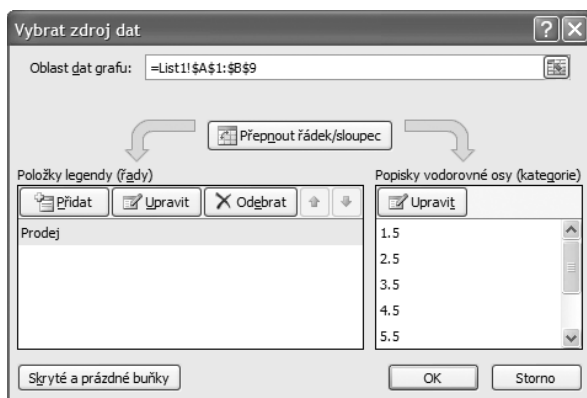 Vybrat zdroj dat
Oblast dat grafu:
=List1!$A$1:$B$9
Přepnout řádek/sloupec
Položky legendy (řady)
Popisky vodorovné osy (kategorie)
Přidat
Upravit
Odebrat
Upravit
Prodej
1.5
2.5
3.5
4.5
5.5
Skryté a prázdné buňky
OK
Storno